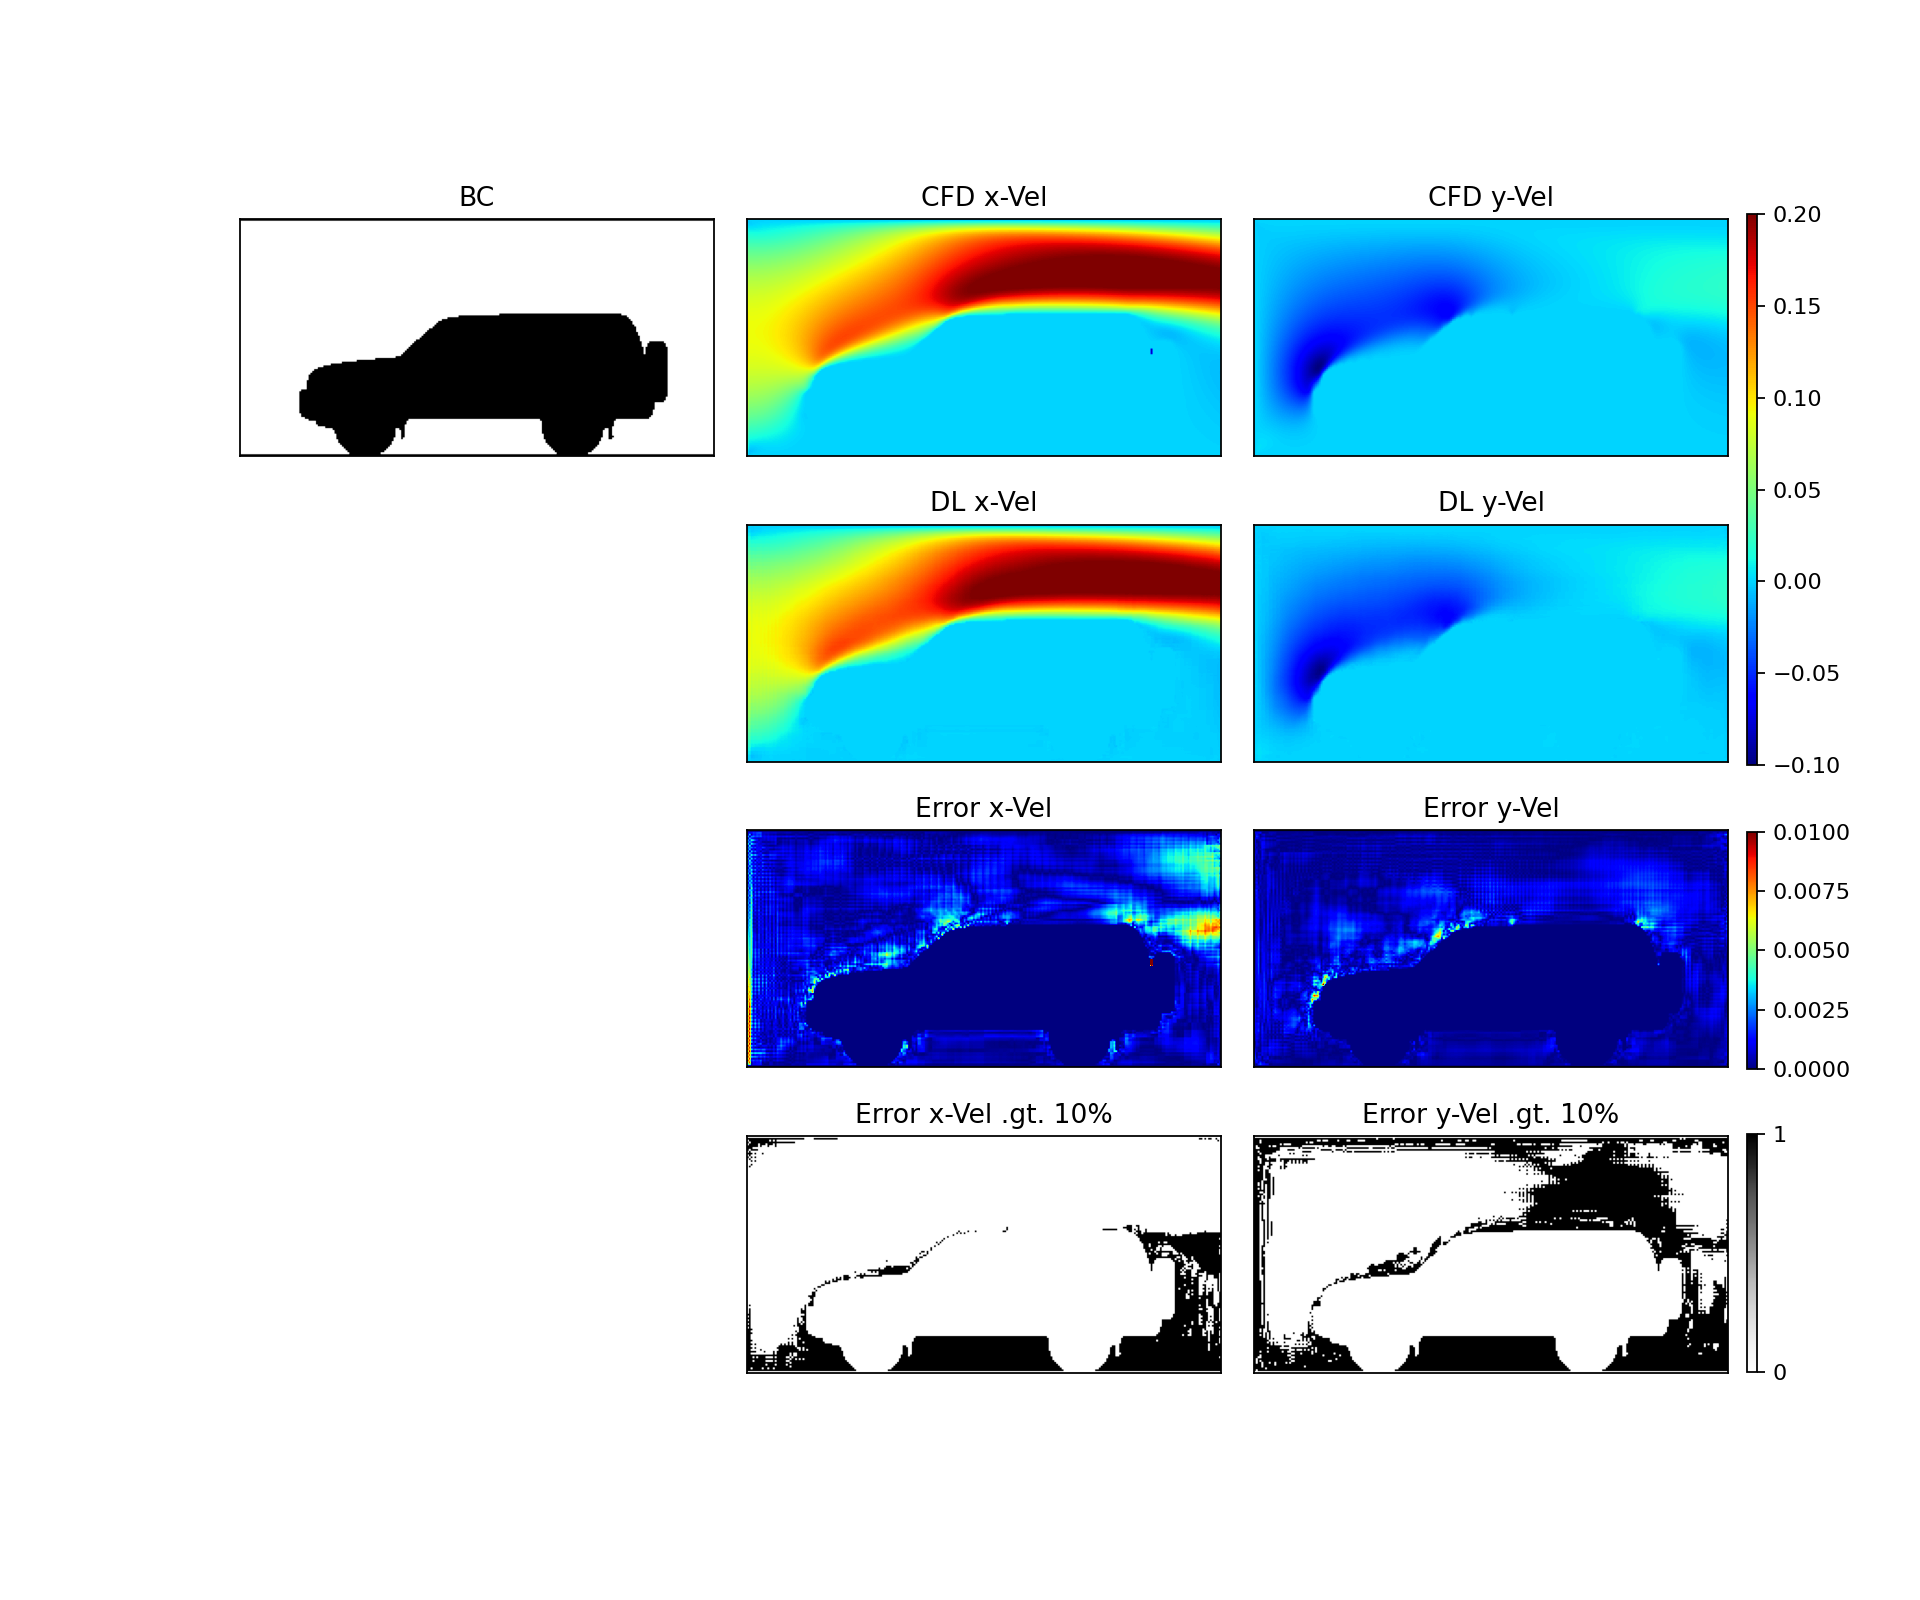 BC
CFD x-Vel
CFD y-Vel
0.20
0.15
0.10
0.05
0.00
−0.05
−0.10
DL x-Vel
DL y-Vel
Error x-Vel
Error y-Vel
0.0100
0.0075
0.0050
0.0025
0.0000
Error x-Vel .gt. 10%
Error y-Vel .gt. 10%
1
0